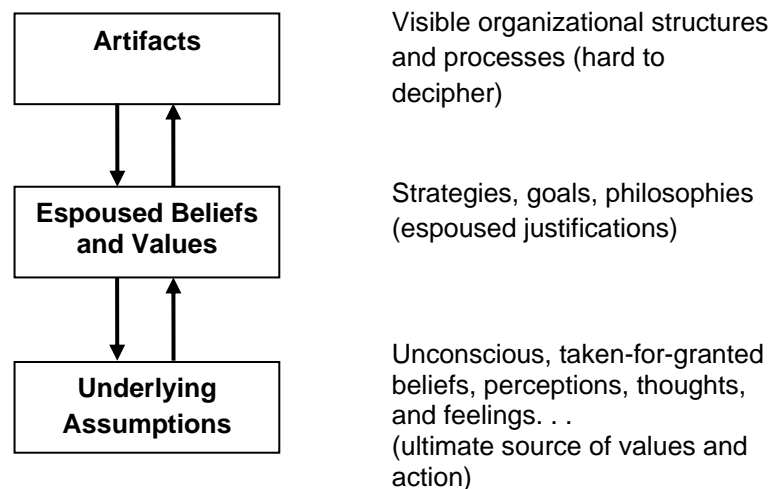 Artifacts
Visible organizational structures
and processes (hard to
decipher)
Espoused Beliefs
and Values
Strategies, goals, philosophies
(espoused justifications)
Underlying
Assumptions
Unconscious, taken-for-granted
beliefs, perceptions, thoughts,
and feelings. . .
(ultimate source of values and
action)